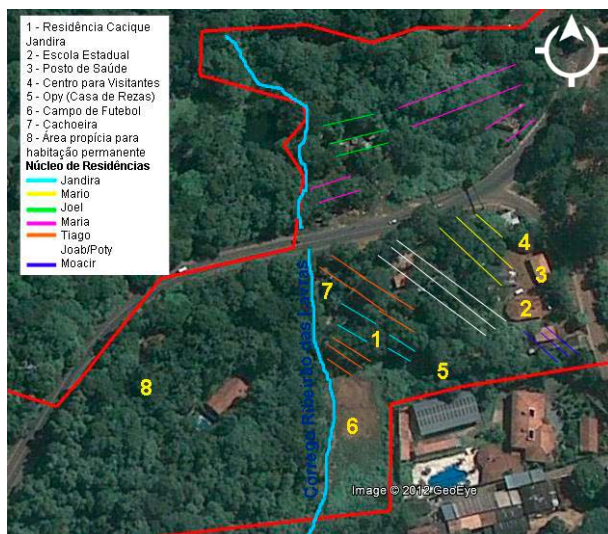 1 - Residência Cacique
Jandira
2 - Escola Estadual
3 - Posto de Saúde
4 - Centro para Visitantes
5 - Opy (Casa de Rezas)
6 - Campo de Futebol
7 - Cachoeira
8 - Área propícia para
habitação permanente
Núcleo de Residências
Jandira
Mario
Joel
Maria
Tiago
Joab/Poty
Moacir
4
3
7
2
1
5
8
6
Córrego Ribeirão das Lavras
Image © 2012 GeoEye